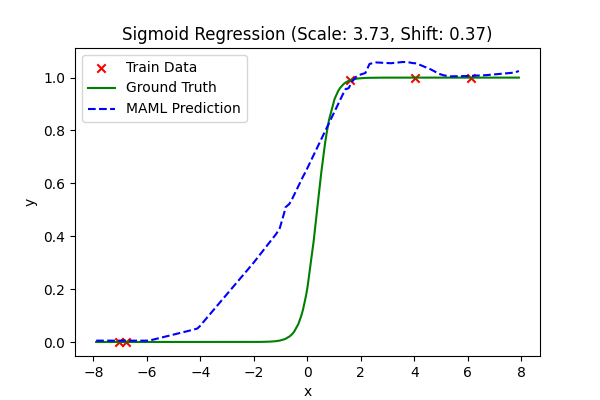 Sigmoid Regression (Scale: 3.73, Shift: 0.37)
Train Data
Ground Truth
MAML Prediction
1.0
0.8
0.6
0.4
0.2
0.0
y
−8 −6 −4 −2 0 2 4 6 8
x